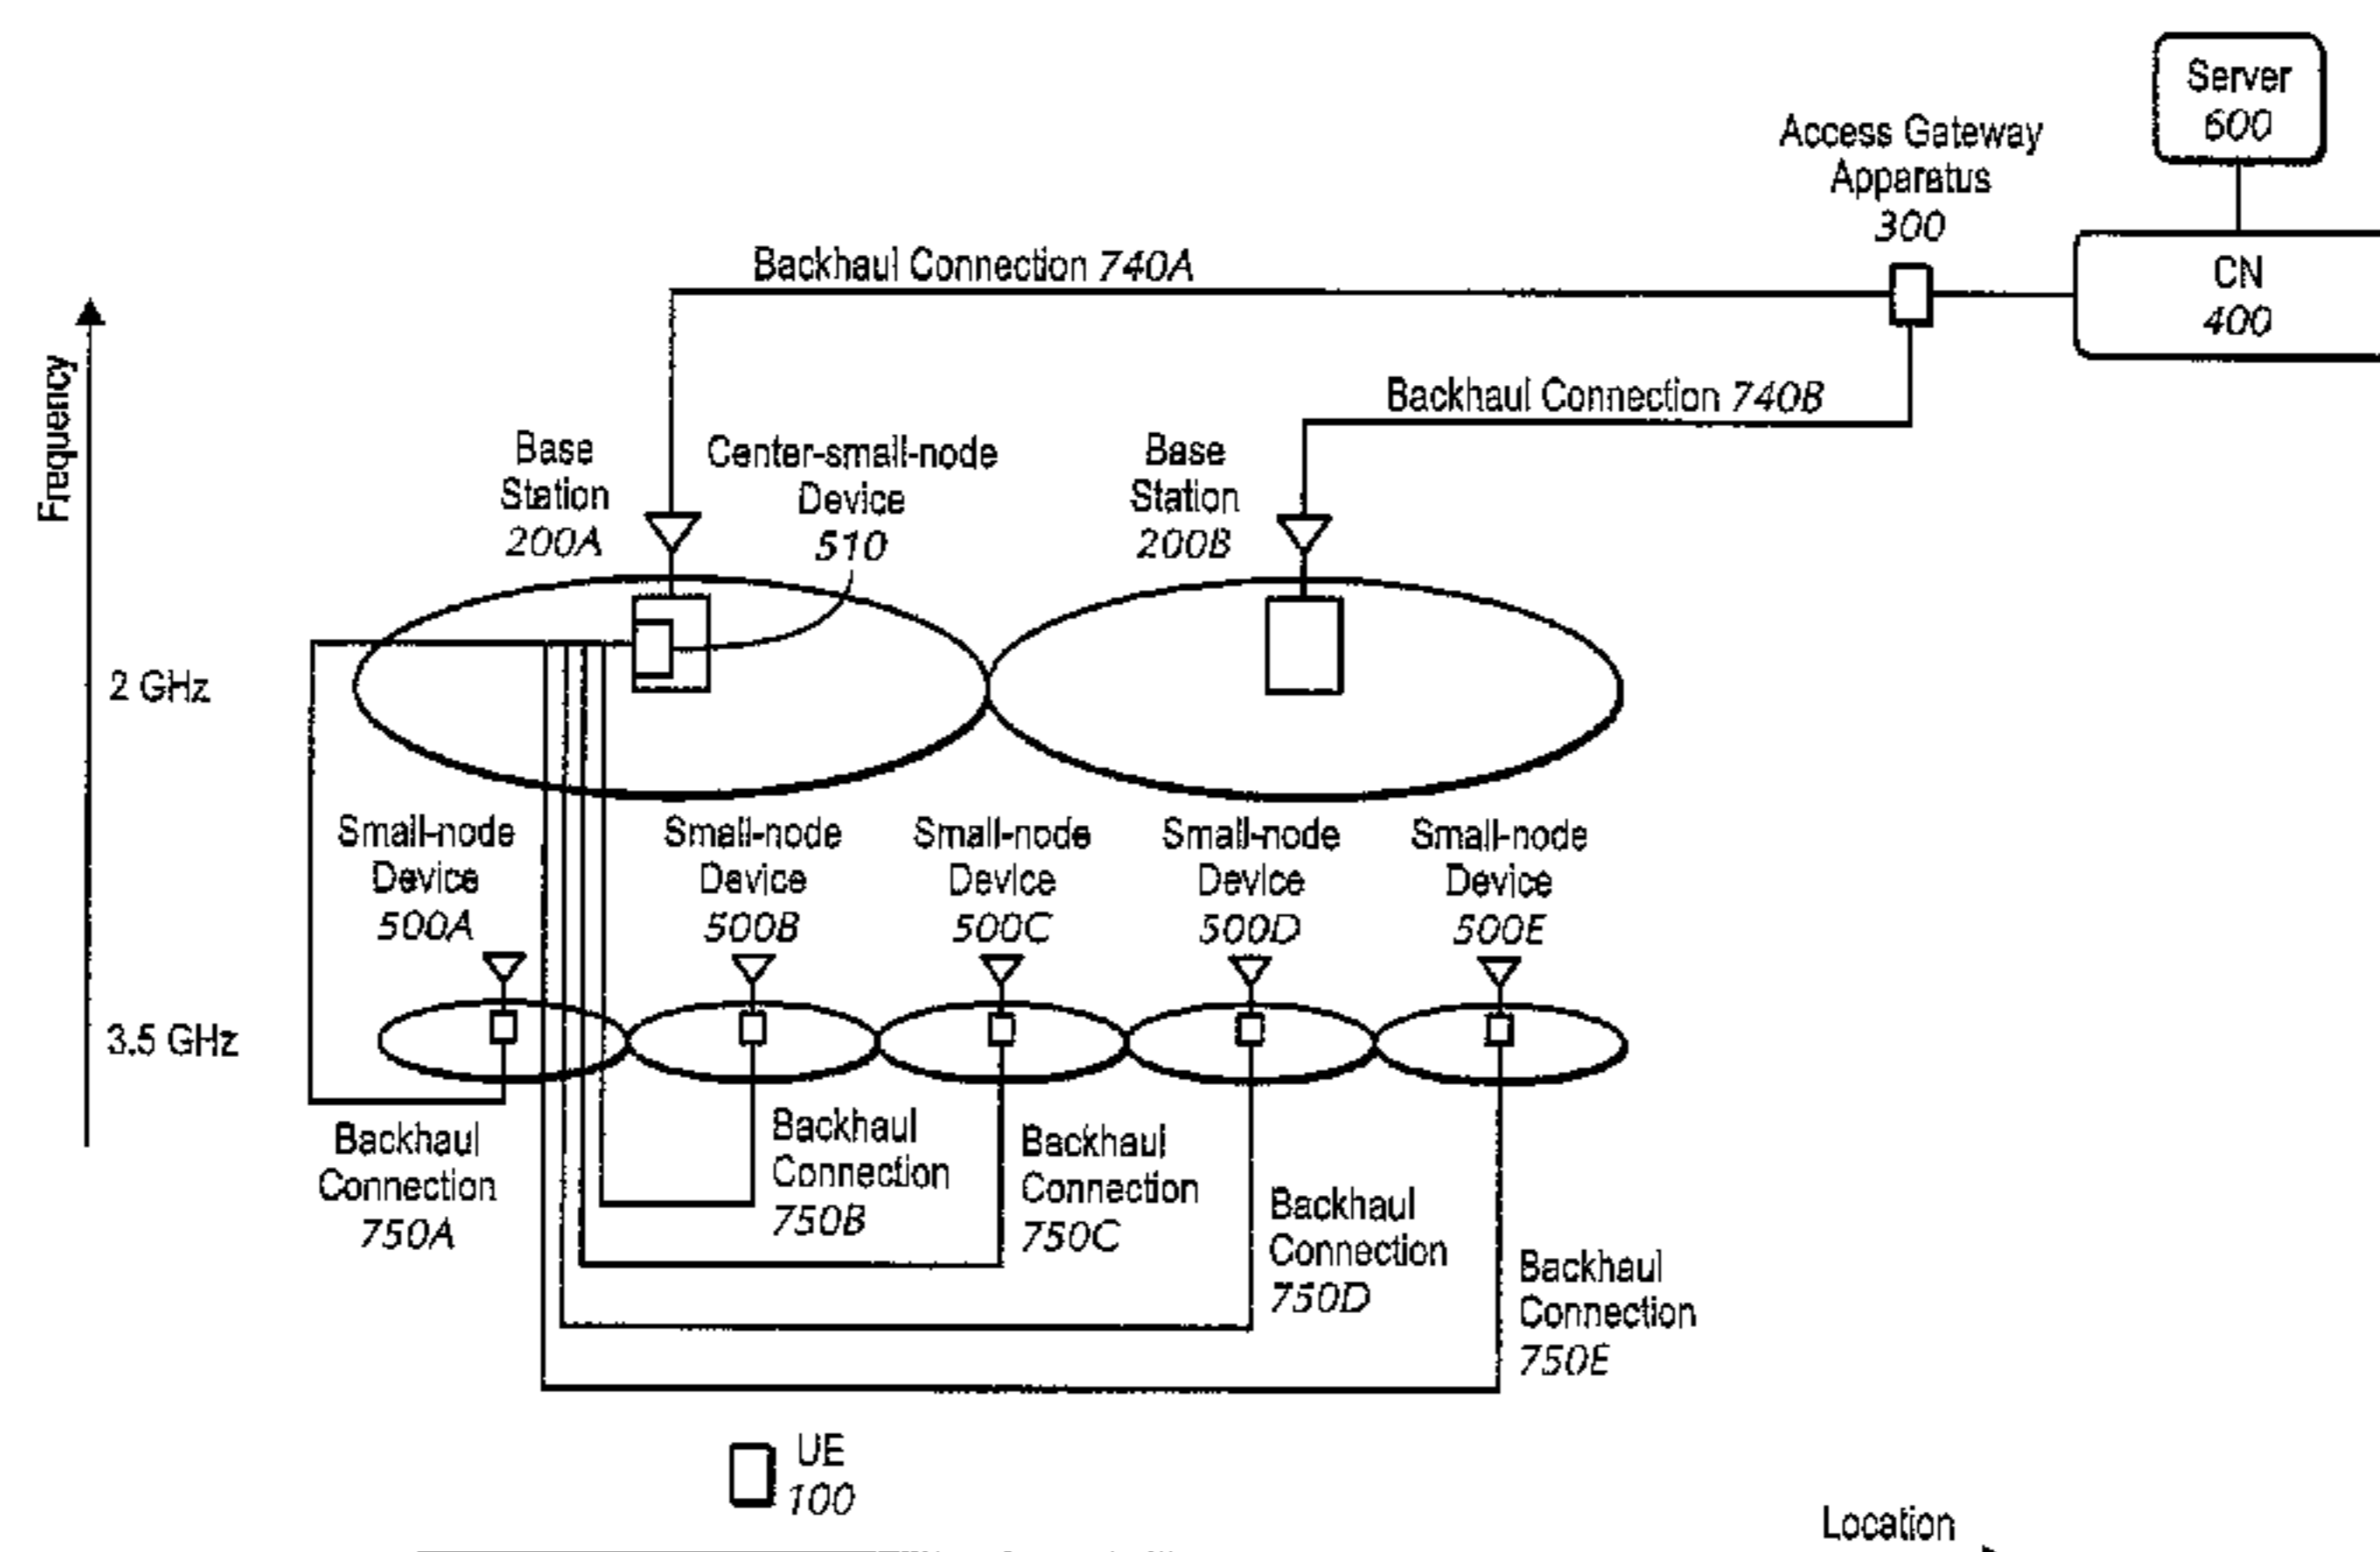 Server
600
Access Gateway
Apparatus
300
CN
400
Backhaul Connection 740A
Backhaul Connection 740B
Frequency
Base
Station
200A
Center-small-node
Device
510
Base
Station
200B
2 GHz
Small-node
Device
500A
Small-node
Device
500B
Small-node
Device
500C
Small-node
Device
500D
Small-node
Device
500E
3.5 GHz
Backhaul
Connection
750A
Backhaul
Connection
750B
Backhaul
Connection
750C
Backhaul
Connection
750D
Backhaul
Connection
750E
UE
100
Location